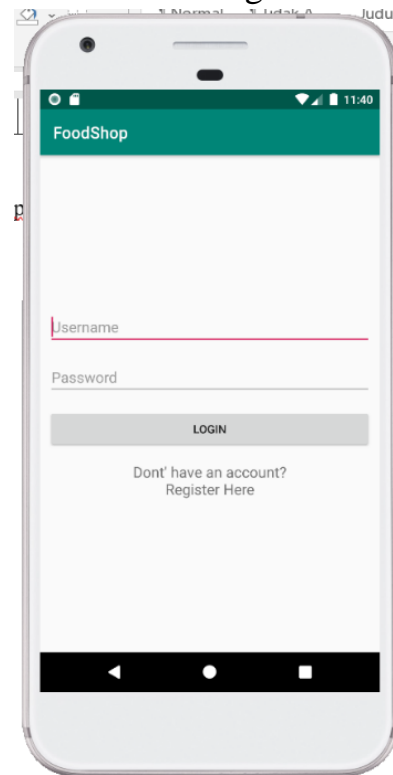 11:40
FoodShop
Username
Password
LOGIN
Dont' have an account?
Register Here